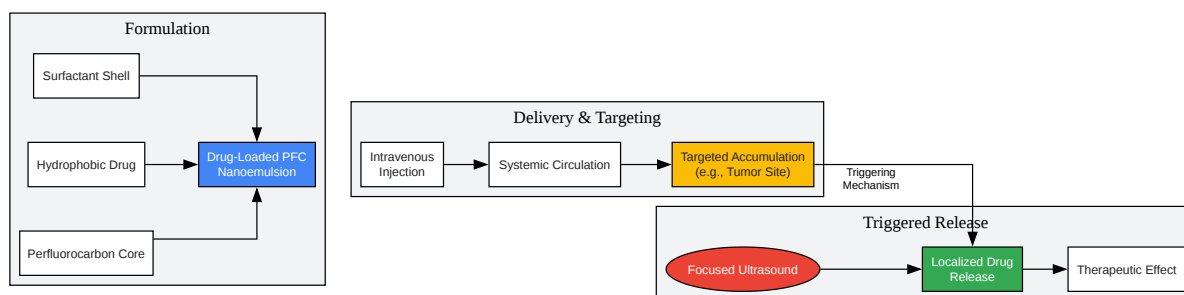 Formulation
Surfactant Shell
Hydrophobic Drug
Drug-Loaded PFC
Nanoemulsion
Perfluorocarbon Core
Delivery & Targeting
Intravenous
Injection
Systemic Circulation
Targeted Accumulation
(e.g., Tumor Site)
Triggering
Mechanism
Triggered Release
Focused Ultrasound
Localized Drug
Release
Therapeutic Effect